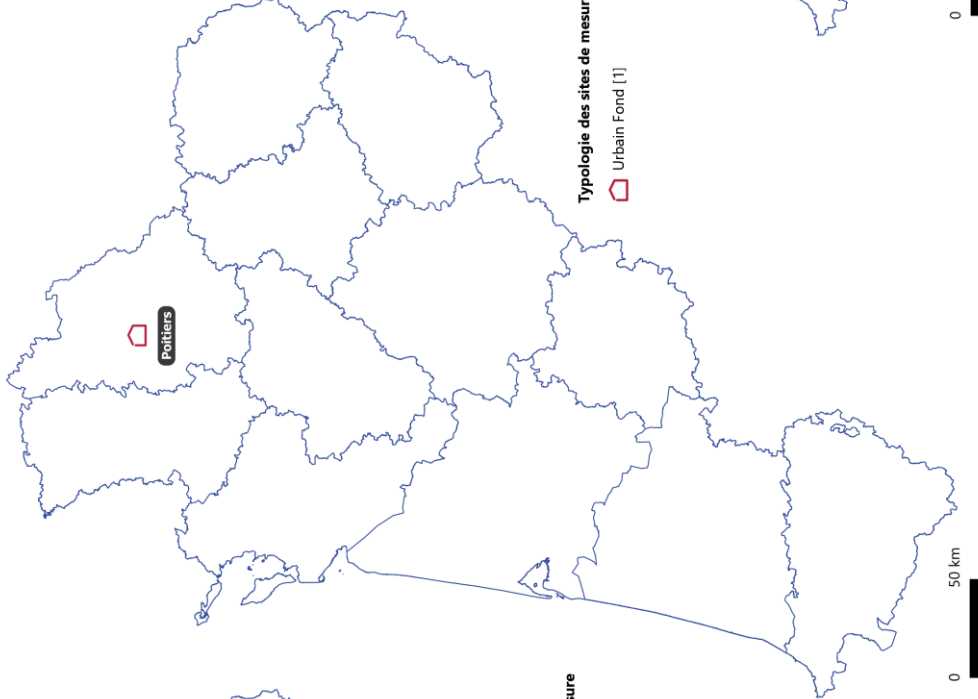 Poitiers
Typologie des sites de mesur
Urbain Fond [1]
sure
0
50 km
0